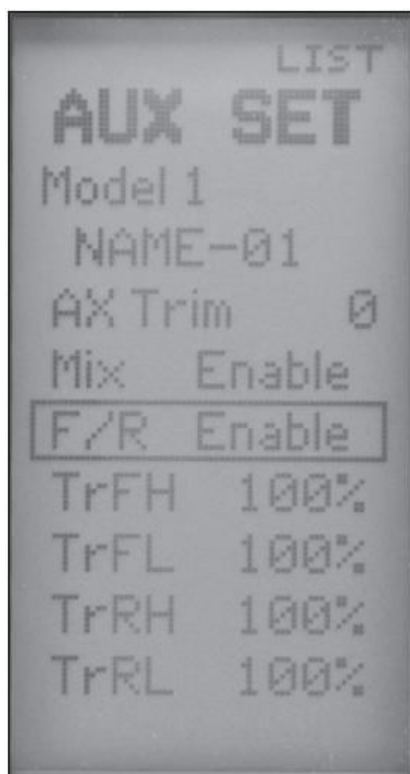 LIST
AUX SET
Model 1
NAME-01
AX Trim 0
Mix Enable
F/R Enable
TrFH 100%
TrFL 100%
TrRH 100%
TrRL 100%